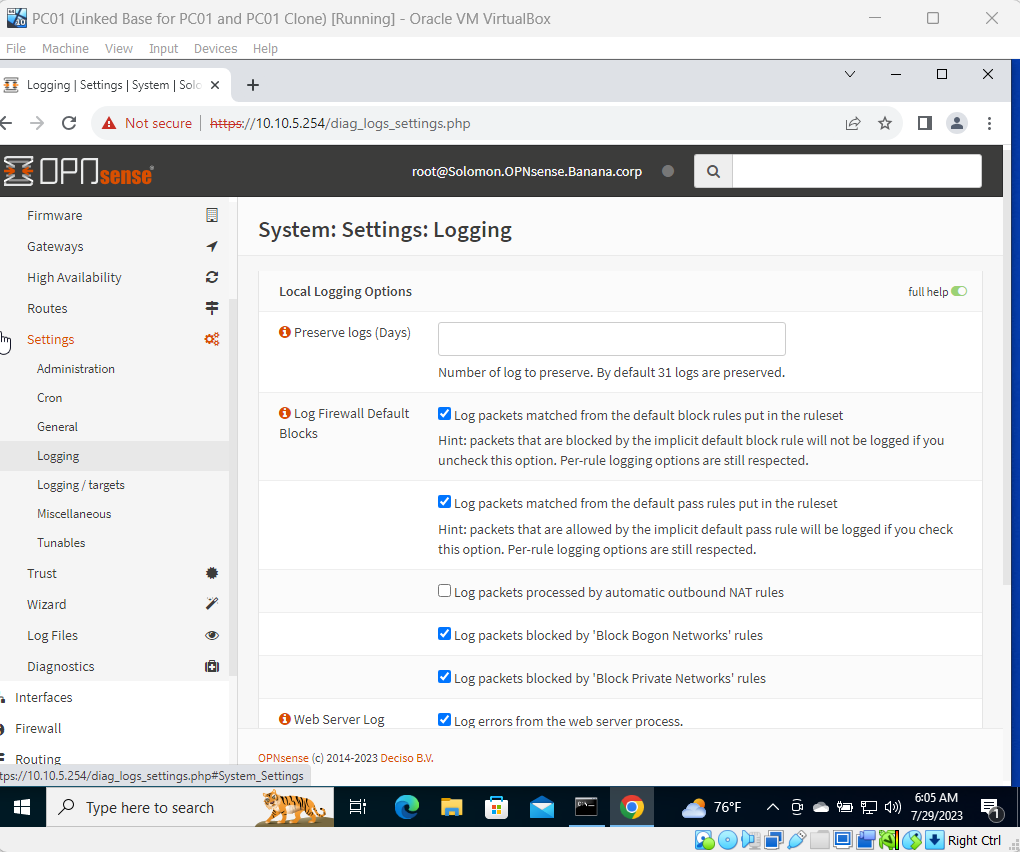 PC01 (Linked Base for PC01 and PC01 Clone) [Running] - Oracle VM VirtualBox
File Machine View Input Devices Help
Logging | Settings | System | Solo
Not secure https://10.10.5.254/diag_logs_settings.php
OPNsense
root@Solomon.OPNsense.Banana.corp
Firmware
Gateways
High Availability
Routes
Settings
Administration
Cron
General
Logging
Logging / targets
Miscellaneous
Tunables
Trust
Wizard
Log Files
Diagnostics
Interfaces
Firewall
Routing
System: Settings: Logging
Local Logging Options
full help
Preserve logs (Days)
Number of log to preserve. By default 31 logs are preserved.
Log Firewall Default
Blocks
Log packets matched from the default block rules put in the ruleset
Hint: packets that are blocked by the implicit default block rule will not be logged if you
uncheck this option. Per-rule logging options are still respected.
Log packets matched from the default pass rules put in the ruleset
Hint: packets that are allowed by the implicit default pass rule will be logged if you check
this option. Per-rule logging options are still respected.
Log packets processed by automatic outbound NAT rules
Log packets blocked by 'Block Bogon Networks' rules
Log packets blocked by 'Block Private Networks' rules
Web Server Log
Log errors from the web server process.
OPNsense (c) 2014-2023 Deciso B.V.
tps://10.10.5.254/diag_logs_settings.php#System_Settings
Type here to search
76°F
6:05 AM
7/29/2023
1
Right Ctrl